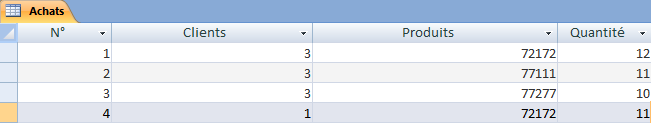 Achats
N° Clients Produits Quantité
1 3 72172 12
2 3 77111 11
3 3 77277 10
4 1 72172 11